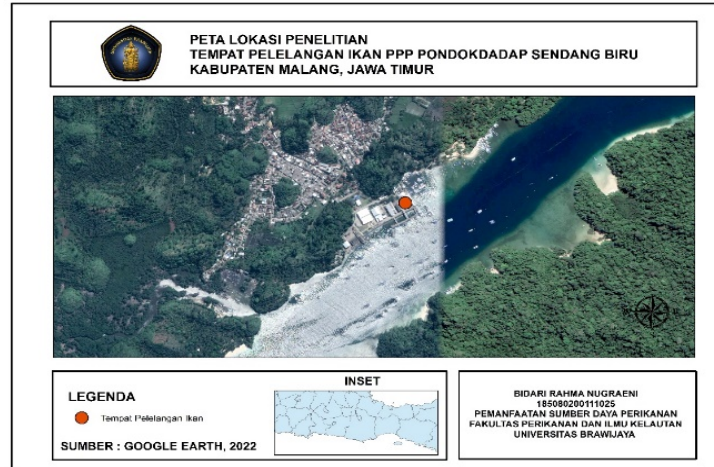 PETA LOKASI PENELITIAN
TEMPAT PELELANGAN IKAN PPP PONDOKDADAP SENDANG BIRU
KABUPATEN MALANG, JAWA TIMUR
LEGENDA
Tempat Pelelangan Ikan
SUMBER : GOOGLE EARTH, 2022
INSET
BIDARI RAHMA NUGRAENI
185080200111025
PEMANFAATAN SUMBER DAYA PERIKANAN
FAKULTAS PERIKANAN DAN ILMU KELAUTAN
UNIVERSITAS BRAWIJAYA